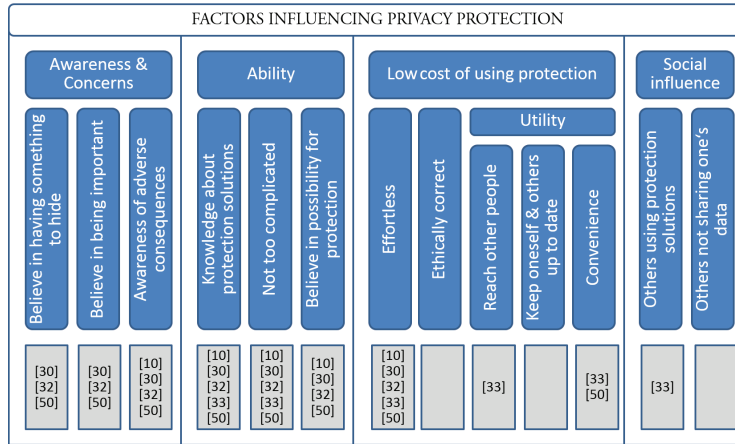 FACTORS INFLUENCING PRIVACY PROTECTION
Awareness &
Concerns
Believe in having something
to hide
Believe in being important
Awareness of adverse
consequences
[30]
[32]
[50]
[30]
[32]
[50]
[10]
[30]
[32]
[50]
Ability
Knowledge about
protection solutions
Not too complicated
Believe in possibility for
protection
[10]
[30]
[32]
[33]
[50]
[10]
[30]
[32]
[33]
[50]
[10]
[30]
[32]
[50]
Low cost of using protection
Effortless
Ethically correct
Utility
Reach other people
Keep oneself & others
up to date
Convenience
[10]
[30]
[32]
[33]
[50]
[33]
[33]
[50]
Social
influence
Others using protection
solutions
Others not sharing one's
data
[33]